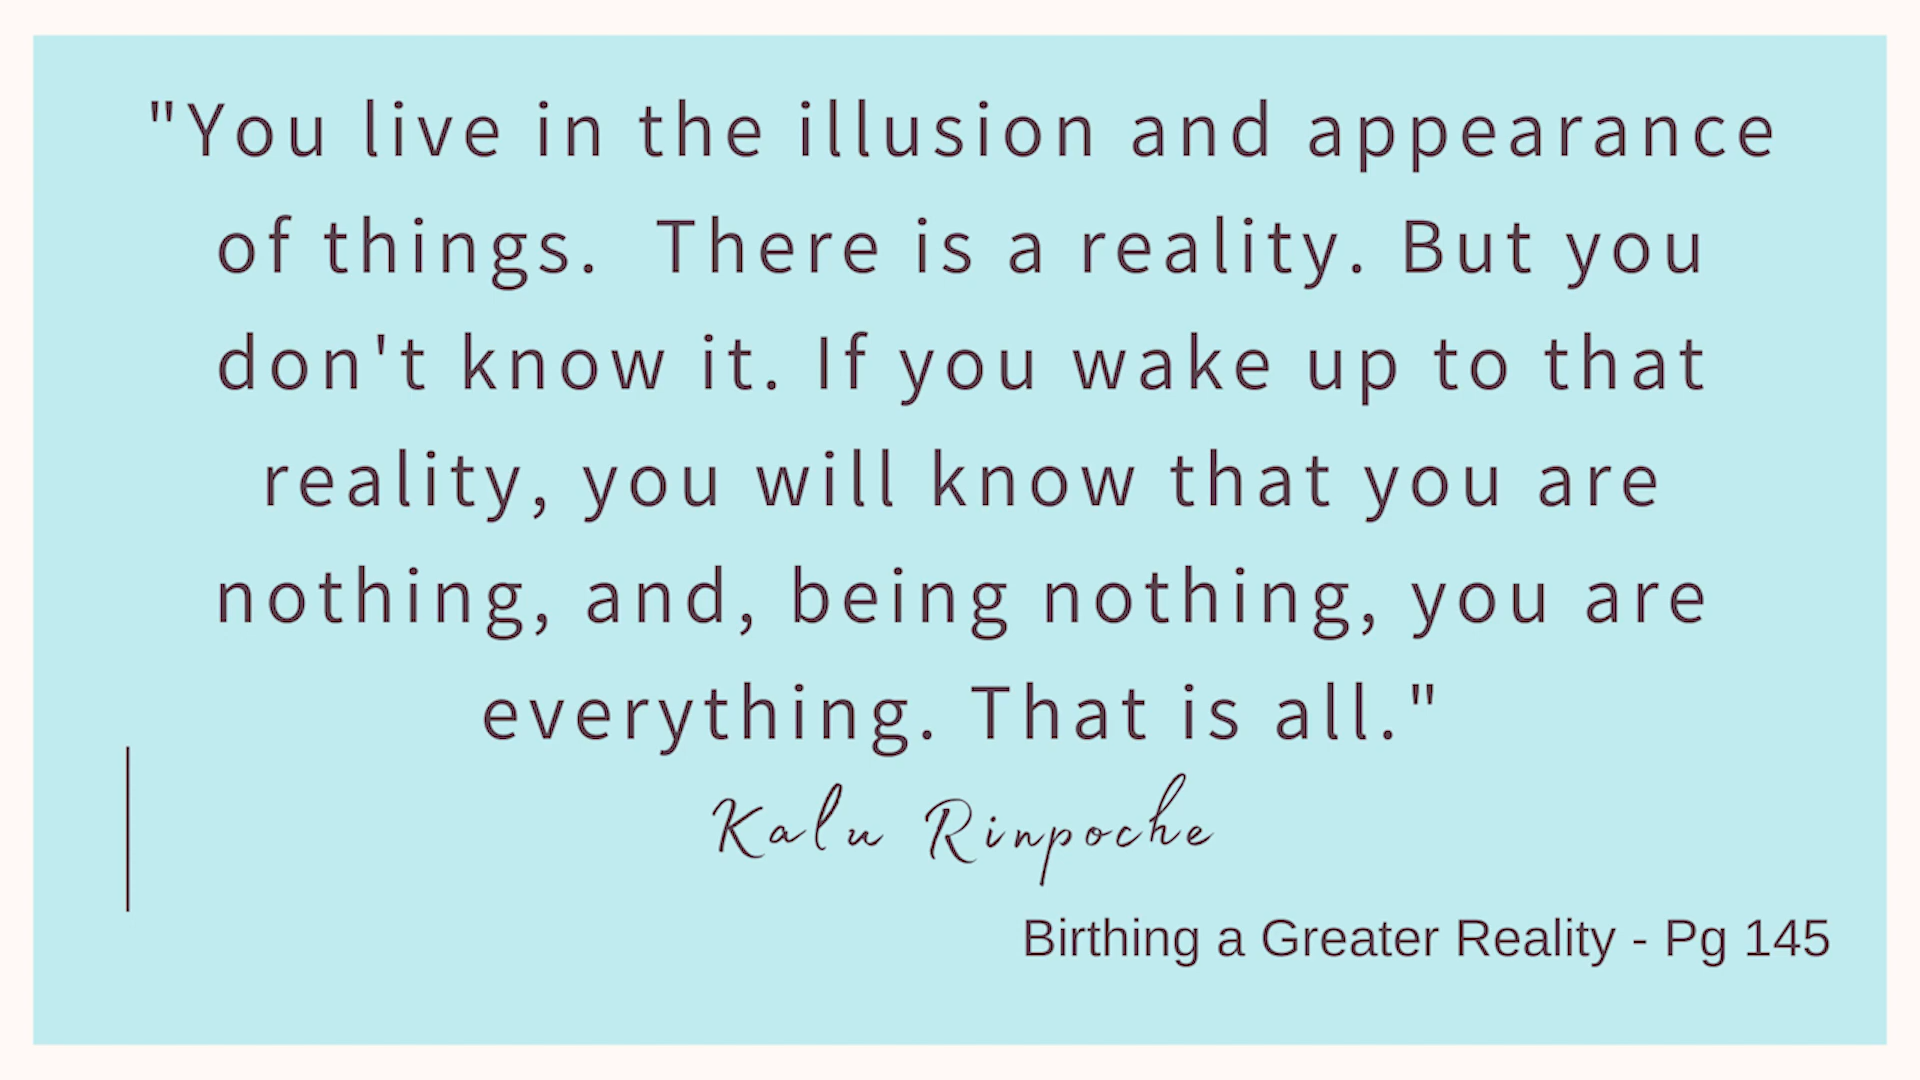 "You live in the illusion and appearance
of things.  There is a reality. But you
don't know it. If you wake up to that
reality, you will know that you are
nothing, and, being nothing, you are
everything. That is all."
Kalu Rinpoche
Birthing a Greater Reality - Pg 145